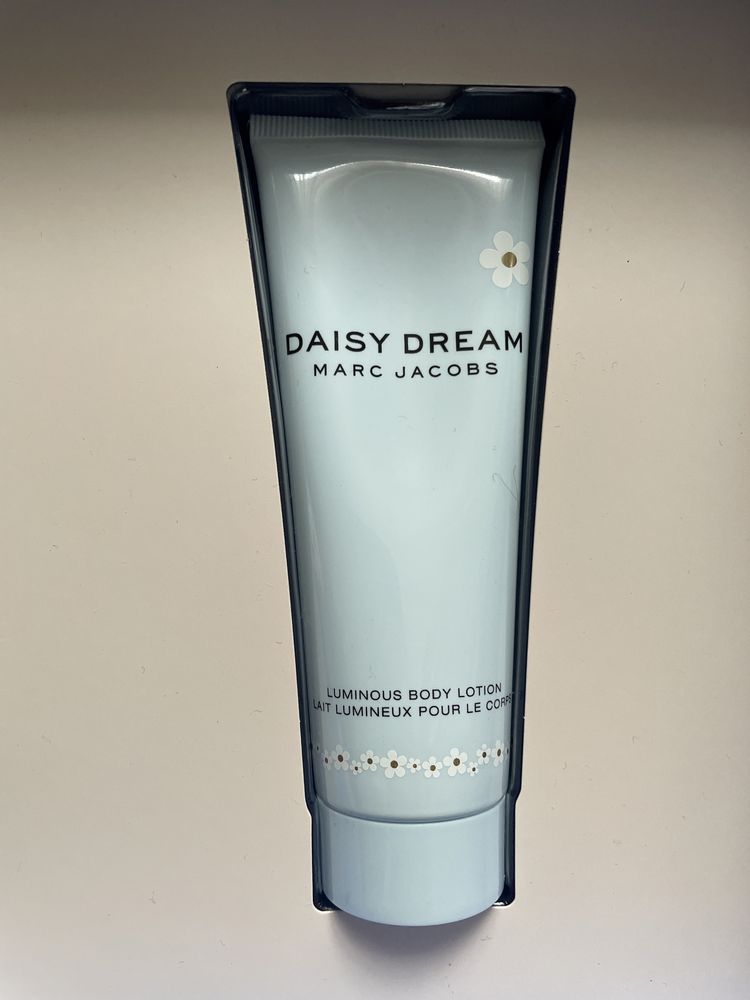 DAISY DREAM
MARC JACOBS
LUMINOUS BODY LOTION
LAIT LUMINEUX POUR LE CORPS